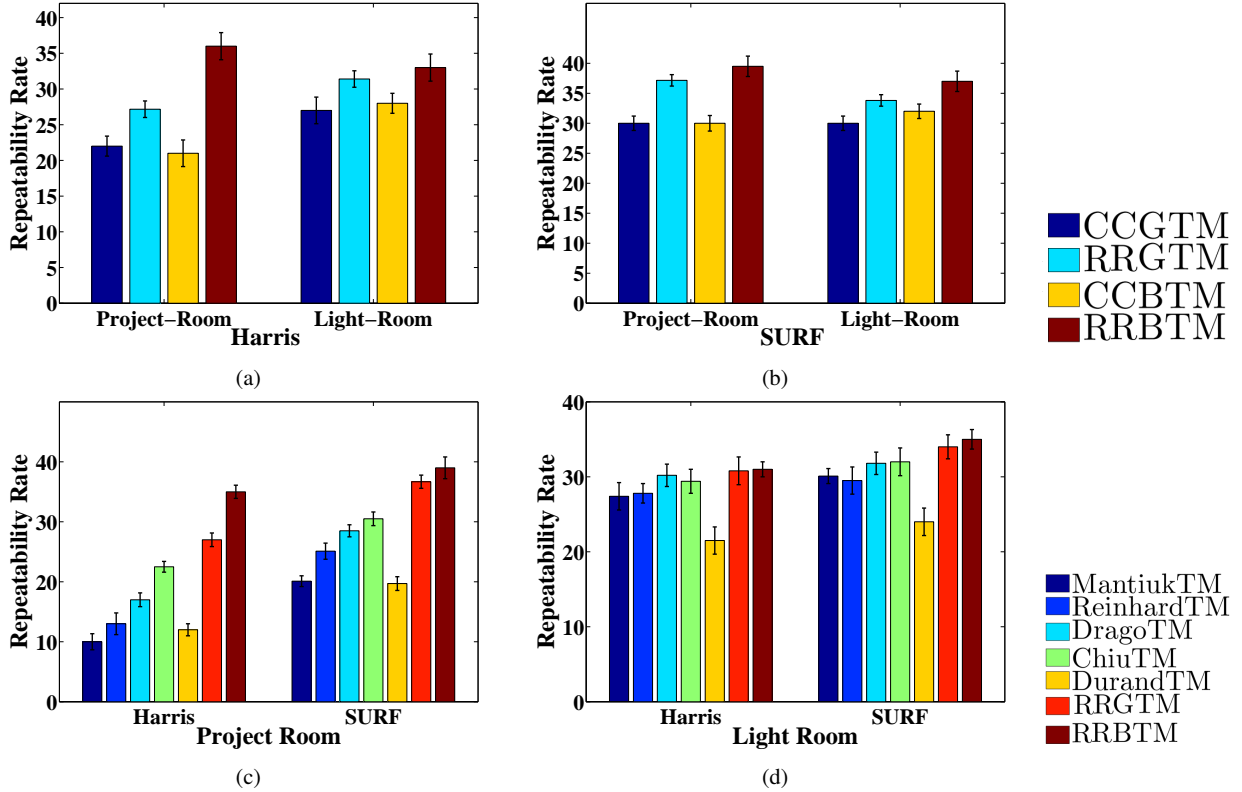 40
35
30
25
20
15
10
5
0
Repeatability Rate
Project-Room Light-Room
Harris
(a)
40
35
30
25
20
15
10
5
0
Repeatability Rate
Project-Room Light-Room
SURF
(b)
CCGTM
RRGTM
CCBTM
RRBTM
40
30
20
10
0
Repeatability Rate
Harris SURF
Project Room
(c)
40
30
20
10
0
Repeatability Rate
Harris SURF
Light Room
(d)
MantiukTM
ReinhardTM
DragoTM
ChiuTM
DurandTM
RRGTM
RRBTM